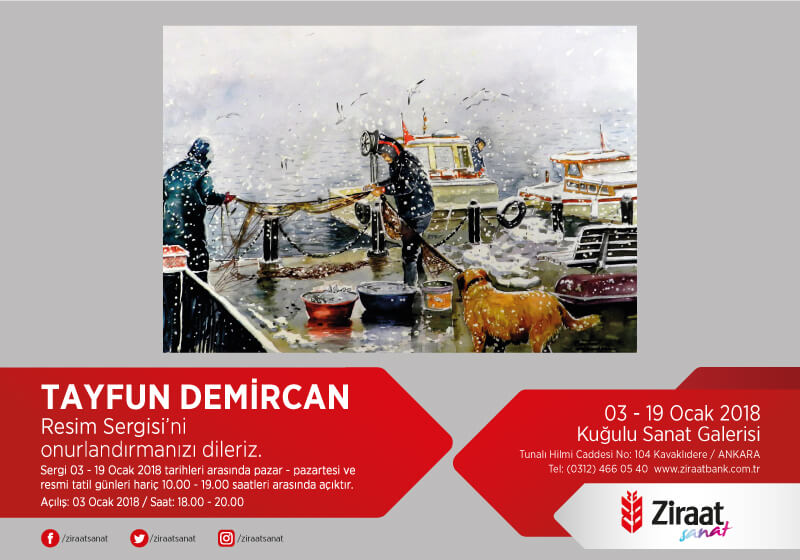 TAYFUN DEMİRCAN
Resim Sergisi'ni
onurlandırmanızı dileriz.
Sergi 03 - 19 Ocak 2018 tarihleri arasında pazar - pazartesi ve
resmi tatil günleri hariç 10.00 - 19.00 saatleri arasında açıktır.
Açılış: 03 Ocak 2018 / Saat: 18.00 - 20.00
/ziraatsanat
/ziraatsanat
/ziraatsanat
03 - 19 Ocak 2018
Kuğulu Sanat Galerisi
Tunalı Hilmi Caddesi No: 104 Kavaklıdere / ANKARA
Tel: (0312) 466 05 40 www.ziraatbank.com.tr
Ziraat
sanat